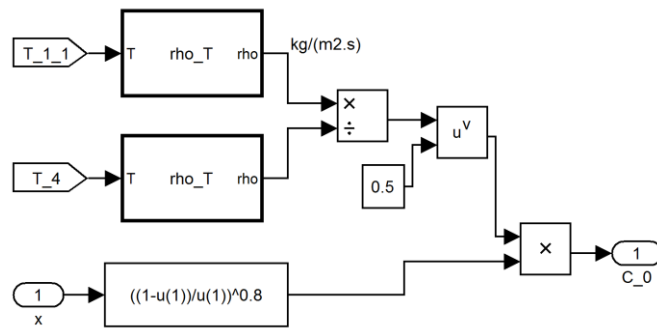 kg/(m2.s)
T_1_1
T rho_T rho
×
÷
u^v
T_4
T rho_T rho
0.5
×
1
C_0
1
x
((1-u(1))/u(1))^0.8